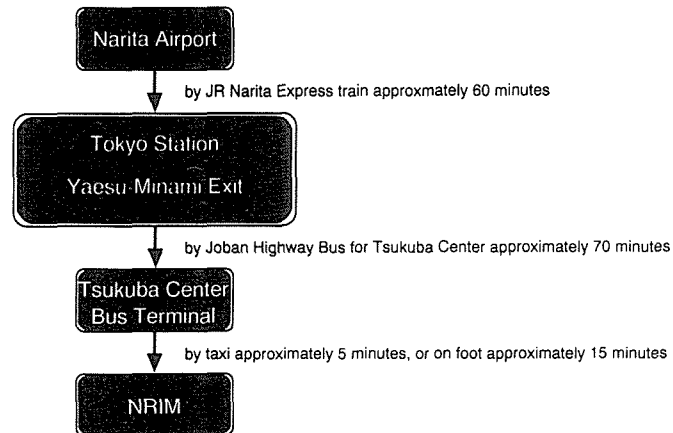 Narita Airport
by JR Narita Express train approxmately 60 minutes
Tokyo Station
Yaesu-Minami Exit
by Joban Highway Bus for Tsukuba Center approximately 70 minutes
Tsukuba Center
Bus Terminal
by taxi approximately 5 minutes, or on foot approximately 15 minutes
NRIM